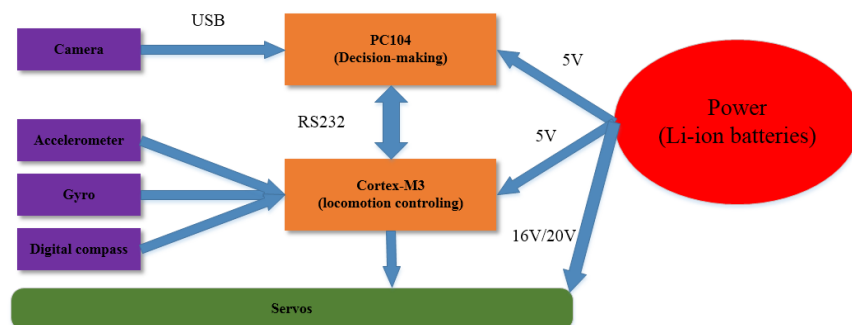 USB
Camera
PC104
(Decision-making)
5V
Power
(Li-ion batteries)
RS232
5V
Accelerometer
Gyro
Digital compass
Cortex-M3
(locomotion controling)
16V/20V
Servos